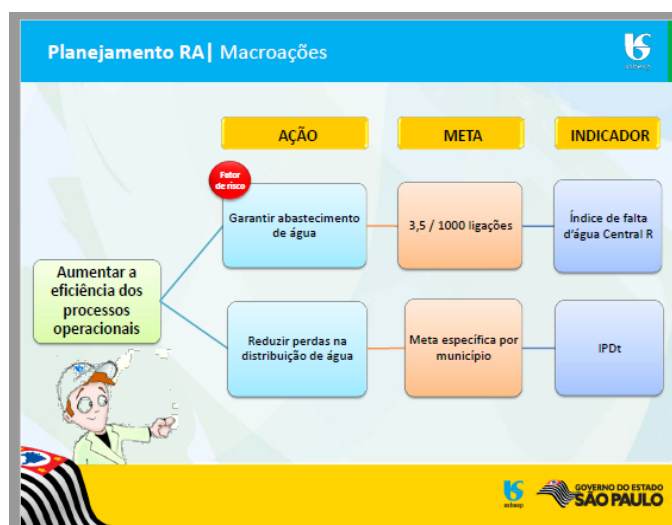 Planejamento RA| Macroações
sabesp
AÇÃO
META
INDICADOR
Fator
de risco
Garantir abastecimento
de água
3,5 / 1000 ligações
Índice de falta
d'água Central R
Aumentar a
eficiência dos
processos
operacionais
Reduzir perdas na
distribuição de água
Meta específica por
município
IPDt
sabesp
GOVERNO DO ESTADO
SÃO PAULO